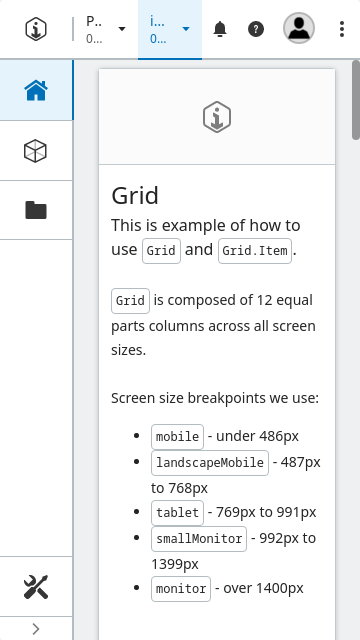 P...
0...
i...
0...
Grid
This is example of how to
use Grid and Grid.Item.
Grid is composed of 12 equal
parts columns across all screen
sizes.
Screen size breakpoints we use:
mobile - under 486px
landscapeMobile - 487px
to 768px
tablet - 769px to 991px
smallMonitor - 992px to
1399px
monitor - over 1400px